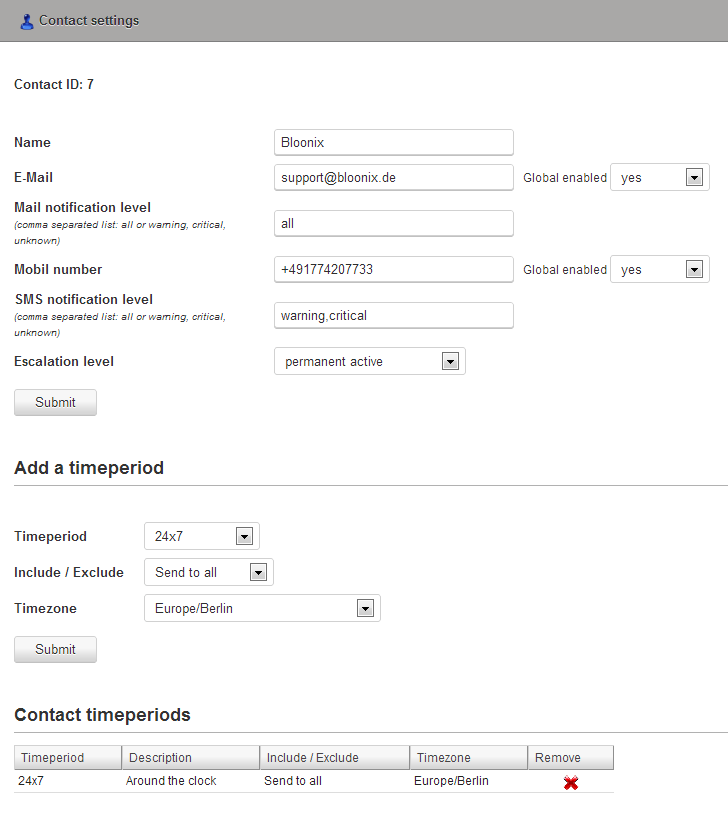 Contact settings
Contact ID: 7
Name Bloonix
E-Mail support@bloonix.de Global enabled yes
Mail notification level
(comma separated list: all or warning, critical,
unknown)
all
Mobil number +491774207733 Global enabled yes
SMS notification level
(comma separated list: all or warning, critical,
unknown)
warning,critical
Escalation level permanent active
Submit
Add a timeperiod
Timeperiod 24x7
Include / Exclude Send to all
Timezone Europe/Berlin
Submit
Contact timeperiods
Timeperiod Description Include / Exclude Timezone Remove
24x7 Around the clock Send to all Europe/Berlin